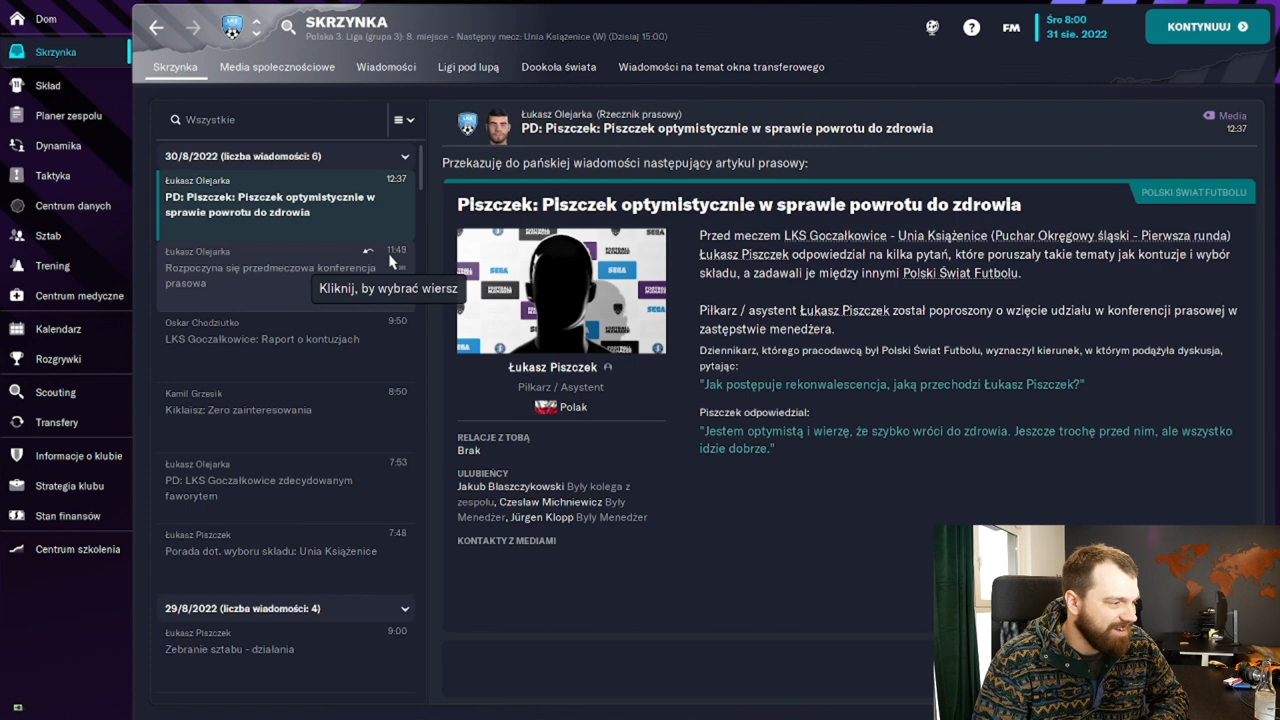 Dom
Skrzynka
Skład
Planer zespołu
Dynamika
Taktyka
Centrum danych
Sztab
Trening
Centrum medyczne
Kalendarz
Rozgrywki
Scouting
Transfery
Informacje o klubie
Strategia klubu
Stan finansów
Centrum szkolenia
SKRZYNKA
Polska 3. Liga (grupa 3): 8. miejsce - Następny mecz: Unia Książenice (W) (Dzisiaj 15:00)
FM
Śro 8:00
31 sie. 2022
KONTYNUUJ
Skrzynka
Media społecznościowe
Wiadomości
Ligi pod lupą
Dookoła świata
Wiadomości na temat okna transferowego
Wszystkie
30/8/2022 (liczba wiadomości: 6)
Łukasz Olejarka 12:37
PD: Piszczek: Piszczek optymistycznie w
sprawie powrotu do zdrowia
Łukasz Olejarka 11:49
Rozpoczyna się przedmeczowa konferencja
prasowa
Kliknij, by wybrać wiersz
Oskar Chodziutko 9:50
LKS Goczałkowice: Raport o kontuzjach
Kamil Grzesik 8:50
Kiklaisz: Zero zainteresowania
Łukasz Olejarka 7:53
PD: LKS Goczałkowice zdecydowanym
faworytem
Łukasz Piszczek 7:48
Porada dot. wyboru składu: Unia Książenice
29/8/2022 (liczba wiadomości: 4)
Łukasz Piszczek 9:00
Zebranie sztabu - działania
Łukasz Olejarka (Rzecznik prasowy)
PD: Piszczek: Piszczek optymistycznie w sprawie powrotu do zdrowia
Media
12:37
Przekazuję do pańskiej wiadomości następujący artykuł prasowy:
POLSKI ŚWIAT FUTBOLU
Piszczek: Piszczek optymistycznie w sprawie powrotu do zdrowia
Łukasz Piszczek
Piłkarz / Asystent
Polak
RELACJE Z TOBĄ
Brak
ULUBIEŃCY
Jakub Błaszczykowski Były kolega z
zespołu, Czesław Michniewicz Były
Menedżer, Jürgen Klopp Były Menedżer
KONTAKTY Z MEDIAMI
Przed meczem LKS Goczałkowice - Unia Książenice (Puchar Okręgowy śląski - Pierwsza runda)
Łukasz Piszczek odpowiedział na kilka pytań, które poruszały takie tematy jak kontuzje i wybór
składu, a zadawali je między innymi Polski Świat Futbolu.
Piłkarz / asystent Łukasz Piszczek został poproszony o wzięcie udziału w konferencji prasowej w
zastępstwie menedżera.
Dziennikarz, którego pracodawcą był Polski Świat Futbolu, wyznaczył kierunek, w którym podążyła dyskusja,
pytając:
"Jak postępuje rekonwalescencja, jaką przechodzi Łukasz Piszczek?"
Piszczek odpowiedział:
"Jestem optymistą i wierzę, że szybko wróci do zdrowia. Jeszcze trochę przed nim, ale wszystko
idzie dobrze."